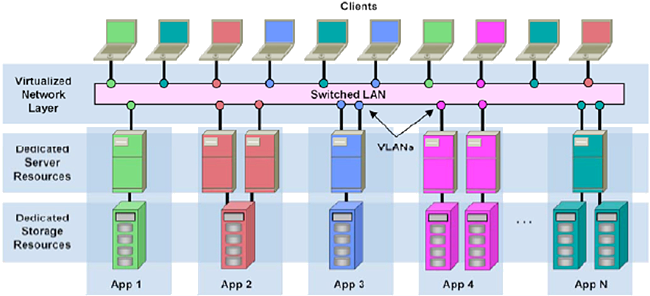 Clients
Virtualized
Network
Layer
Switched LAN
VLANs
Dedicated
Server
Resources
Dedicated
Storage
Resources
...
App 1
App 2
App 3
App 4
App N